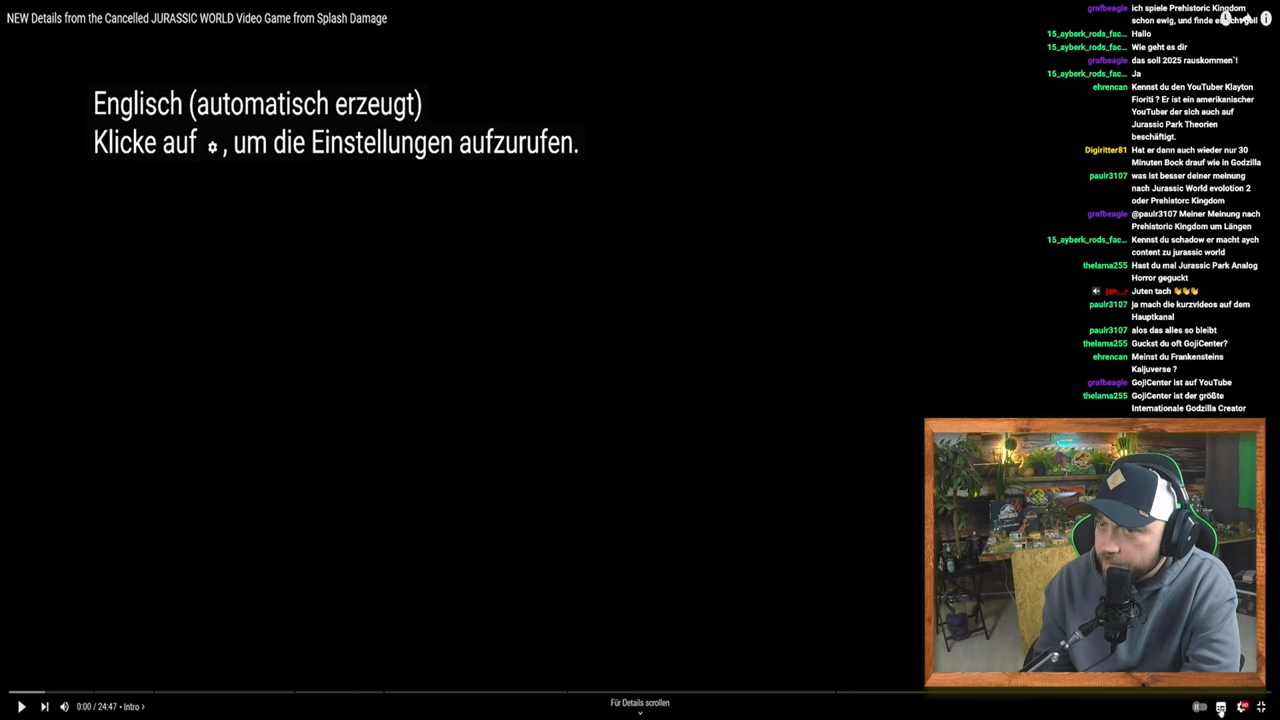 NEW Details from the Cancelled JURASSIC WORLD Video Game from Splash Damage
Englisch (automatisch erzeugt)
Klicke auf , um die Einstellungen aufzurufen.
grafbeagle ich spiele Prehistoric Kingdom
schon ewig, und finde es
15_ayberk_rods_fac... Hallo
15_ayberk_rods_fac... Wie geht es dir
grafbeagle das soll 2025 rauskommen`!
15_ayberk_rods_fac... Ja
ehrencan Kennst du den YouTuber Klayton
Fioriti ? Er ist ein amerikanischer
YouTuber der sich auch auf
Jurassic Park Theorien
beschäftigt.
Digiritter81 Hat er dann auch wieder nur 30
Minuten Bock drauf wie in Godzilla
paulr3107 was ist besser deiner meinung
nach Jurassic World evolotion 2
oder Prehistorc Kingdom
grafbeagle @paulr3107 Meiner Meinung nach
Prehistoric Kingdom um Längen
15_ayberk_rods_fac... Kennst du schadow er macht aych
content zu jurassic world
thelama255 Hast du mal Jurassic Park Analog
Horror geguckt
jan__r Juten tach 👋👋👋
paulr3107 ja mach die kurzvideos auf dem
Hauptkanal
paulr3107 alos das alles so bleibt
thelama255 Guckst du oft GojiCenter?
ehrencan Meinst du Frankensteins
Kaijuverse ?
grafbeagle GojiCenter ist auf YouTube
thelama255 GojiCenter ist der größte
Internationale Godzilla Creator
0:00 / 24:47 • Intro >
Für Details scrollen